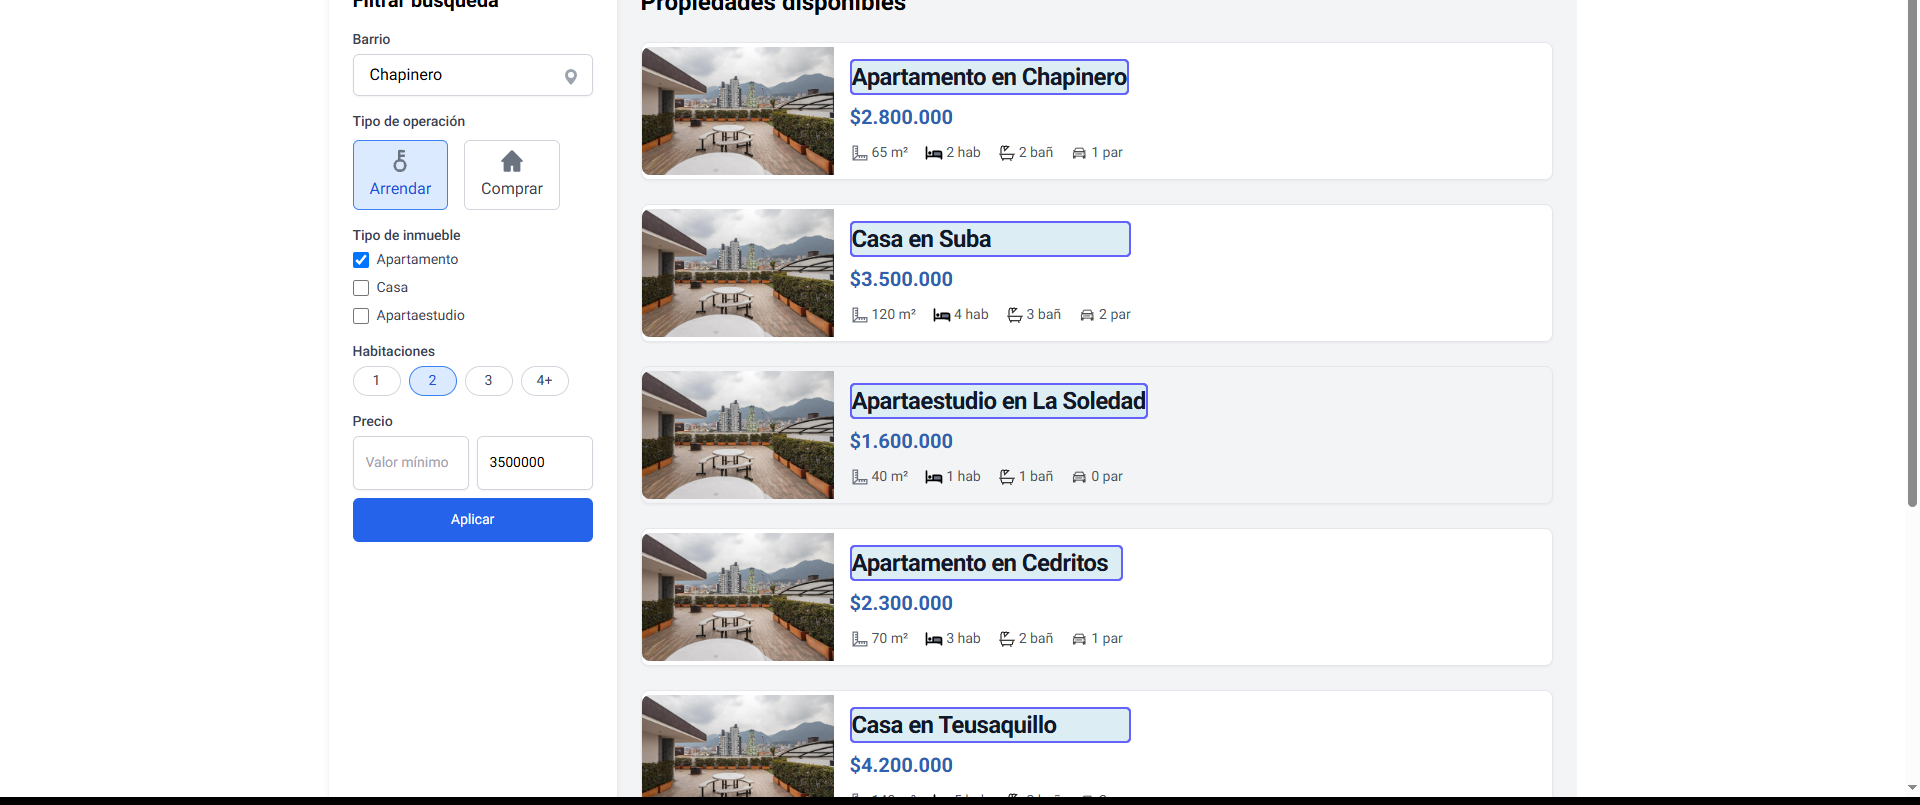 Filtrar búsqueda
Barrio
Chapinero
Tipo de operación
Arrendar
Comprar
Tipo de inmueble
Apartamento
Casa
Apartaestudio
Habitaciones
1 2 3 4+
Precio
Valor mínimo 3500000
Aplicar
Propiedades disponibles
Apartamento en Chapinero
$2.800.000
65 m² 2 hab 2 bañ 1 par
Casa en Suba
$3.500.000
120 m² 4 hab 3 bañ 2 par
Apartaestudio en La Soledad
$1.600.000
40 m² 1 hab 1 bañ 0 par
Apartamento en Cedritos
$2.300.000
70 m² 3 hab 2 bañ 1 par
Casa en Teusaquillo
$4.200.000